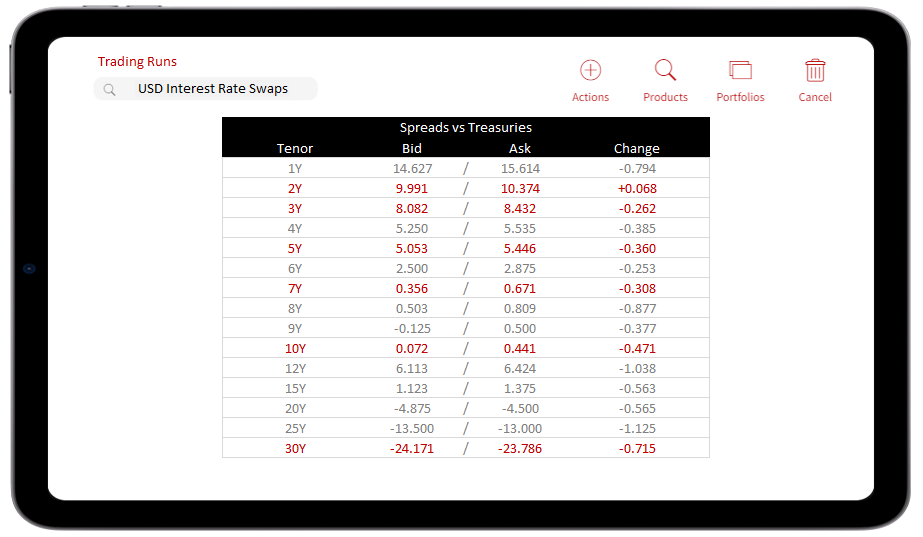 Trading Runs
USD Interest Rate Swaps
Actions Products Portfolios Cancel
Spreads vs Treasuries
Tenor Bid Ask Change
1Y 14.627 / 15.614 -0.794
2Y 9.991 / 10.374 +0.068
3Y 8.082 / 8.432 -0.262
4Y 5.250 / 5.535 -0.385
5Y 5.053 / 5.446 -0.360
6Y 2.500 / 2.875 -0.253
7Y 0.356 / 0.671 -0.308
8Y 0.503 / 0.809 -0.877
9Y -0.125 / 0.500 -0.377
10Y 0.072 / 0.441 -0.471
12Y 6.113 / 6.424 -1.038
15Y 1.123 / 1.375 -0.563
20Y -4.875 / -4.500 -0.565
25Y -13.500 / -13.000 -1.125
30Y -24.171 / -23.786 -0.715